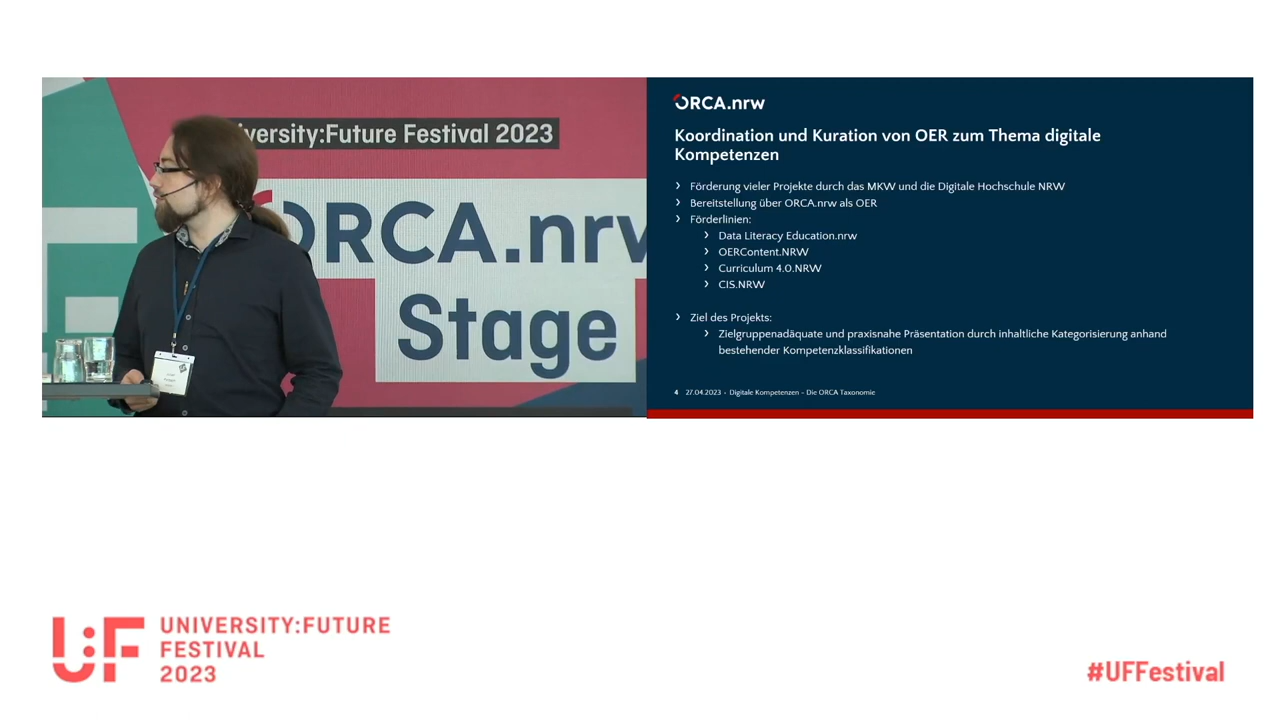 iversity:Future Festival 2023
ORCA.nrw
Stage
ORCA.nrw
Koordination und Kuration von OER zum Thema digitale
Kompetenzen
› Förderung vieler Projekte durch das MKW und die Digitale Hochschule NRW
› Bereitstellung über ORCA.nrw als OER
› Förderlinien:
› Data Literacy Education.nrw
› OERContent.NRW
› Curriculum 4.0.NRW
› CIS.NRW
› Ziel des Projekts:
› Zielgruppenadäquate und praxisnahe Präsentation durch inhaltliche Kategorisierung anhand
bestehender Kompetenzklassifikationen
4 27.04.2023 • Digitale Kompetenzen - Die ORCA Taxonomie
U:F
UNIVERSITY:FUTURE
FESTIVAL
2023
#UFFestival